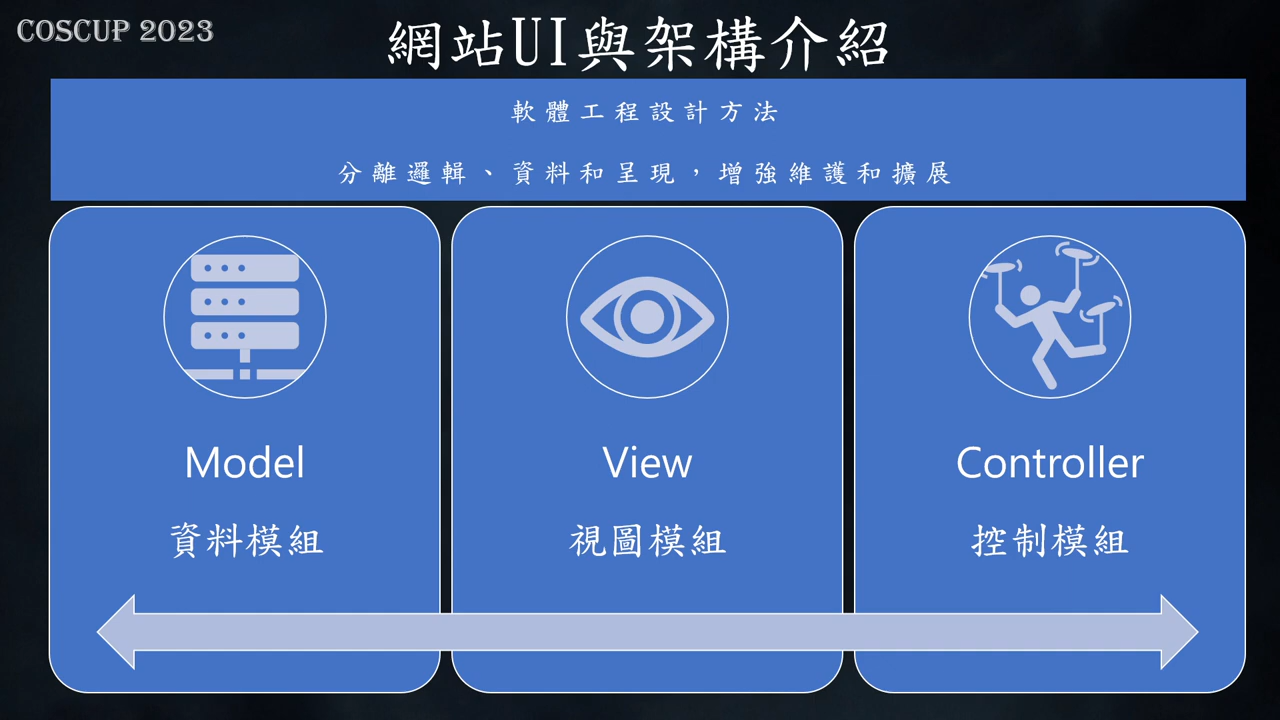 COSCUP 2023
網站UI與架構介紹
軟體工程設計方法
分離邏輯、資料和呈現，增強維護和擴展
Model
資料模組
View
視圖模組
Controller
控制模組